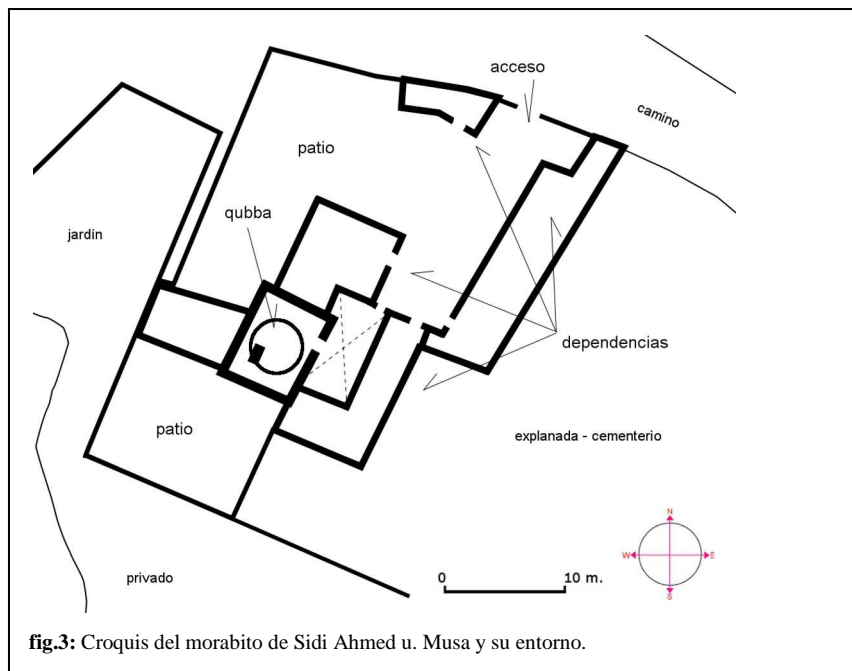 acceso
camino
patio
qubba
jardín
dependencias
patio
explanada - cementerio
N
W E
S
0 10 m.
privado
fig.3: Croquis del morabito de Sidi Ahmed u. Musa y su entorno.